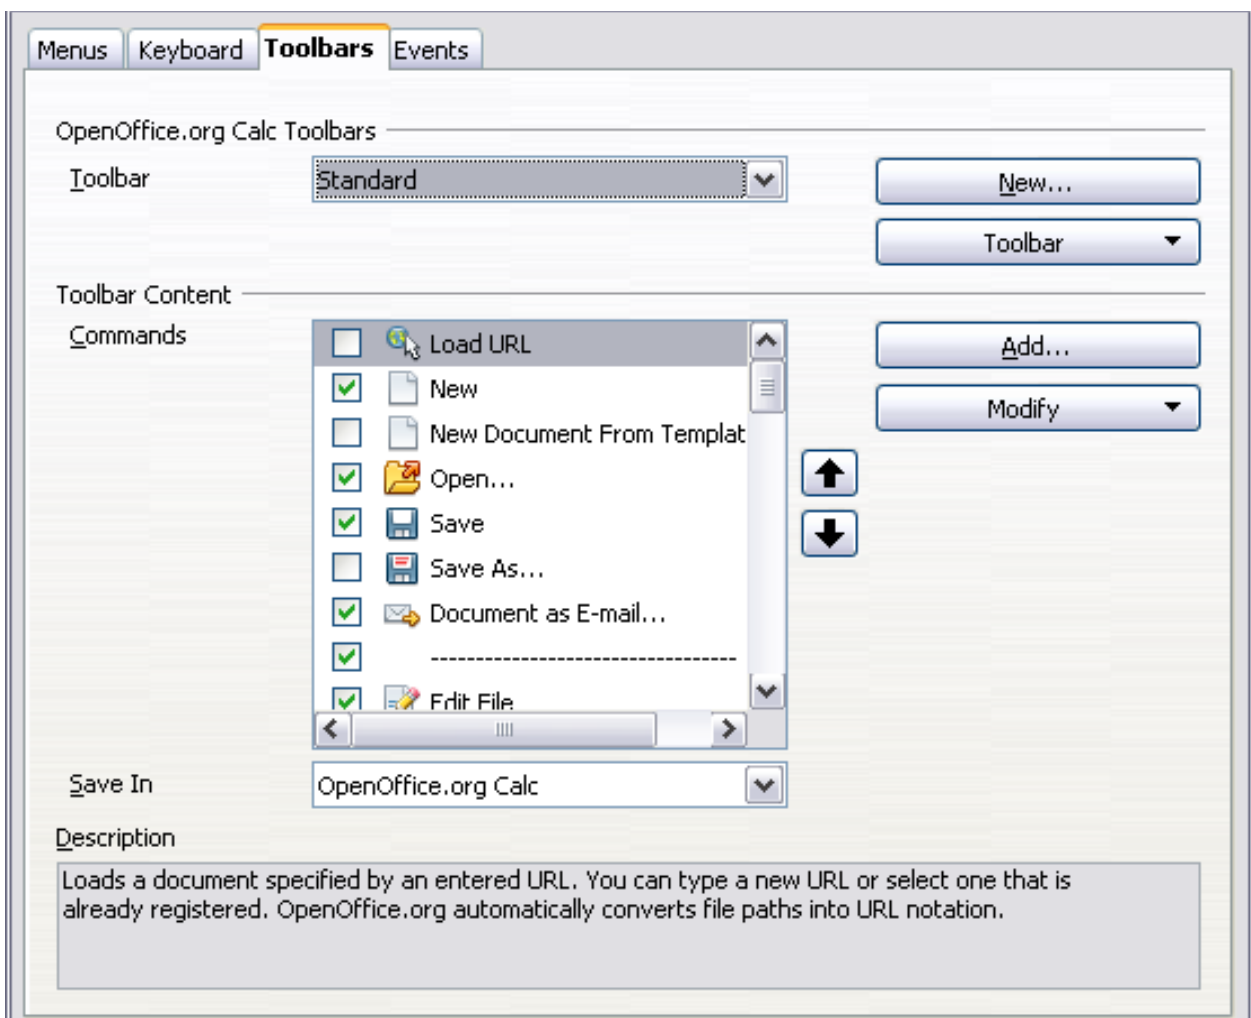 Menus Keyboard Toolbars Events
OpenOffice.org Calc Toolbars
Toolbar Standard New...
Toolbar
Toolbar Content
Commands Load URL Add...
New
Modify
New Document From Templat
Open...
Save
Save As...
Document as E-mail...
----------------------------------
Edit File
Save In OpenOffice.org Calc
Description
Loads a document specified by an entered URL. You can type a new URL or select one that is
already registered. OpenOffice.org automatically converts file paths into URL notation.